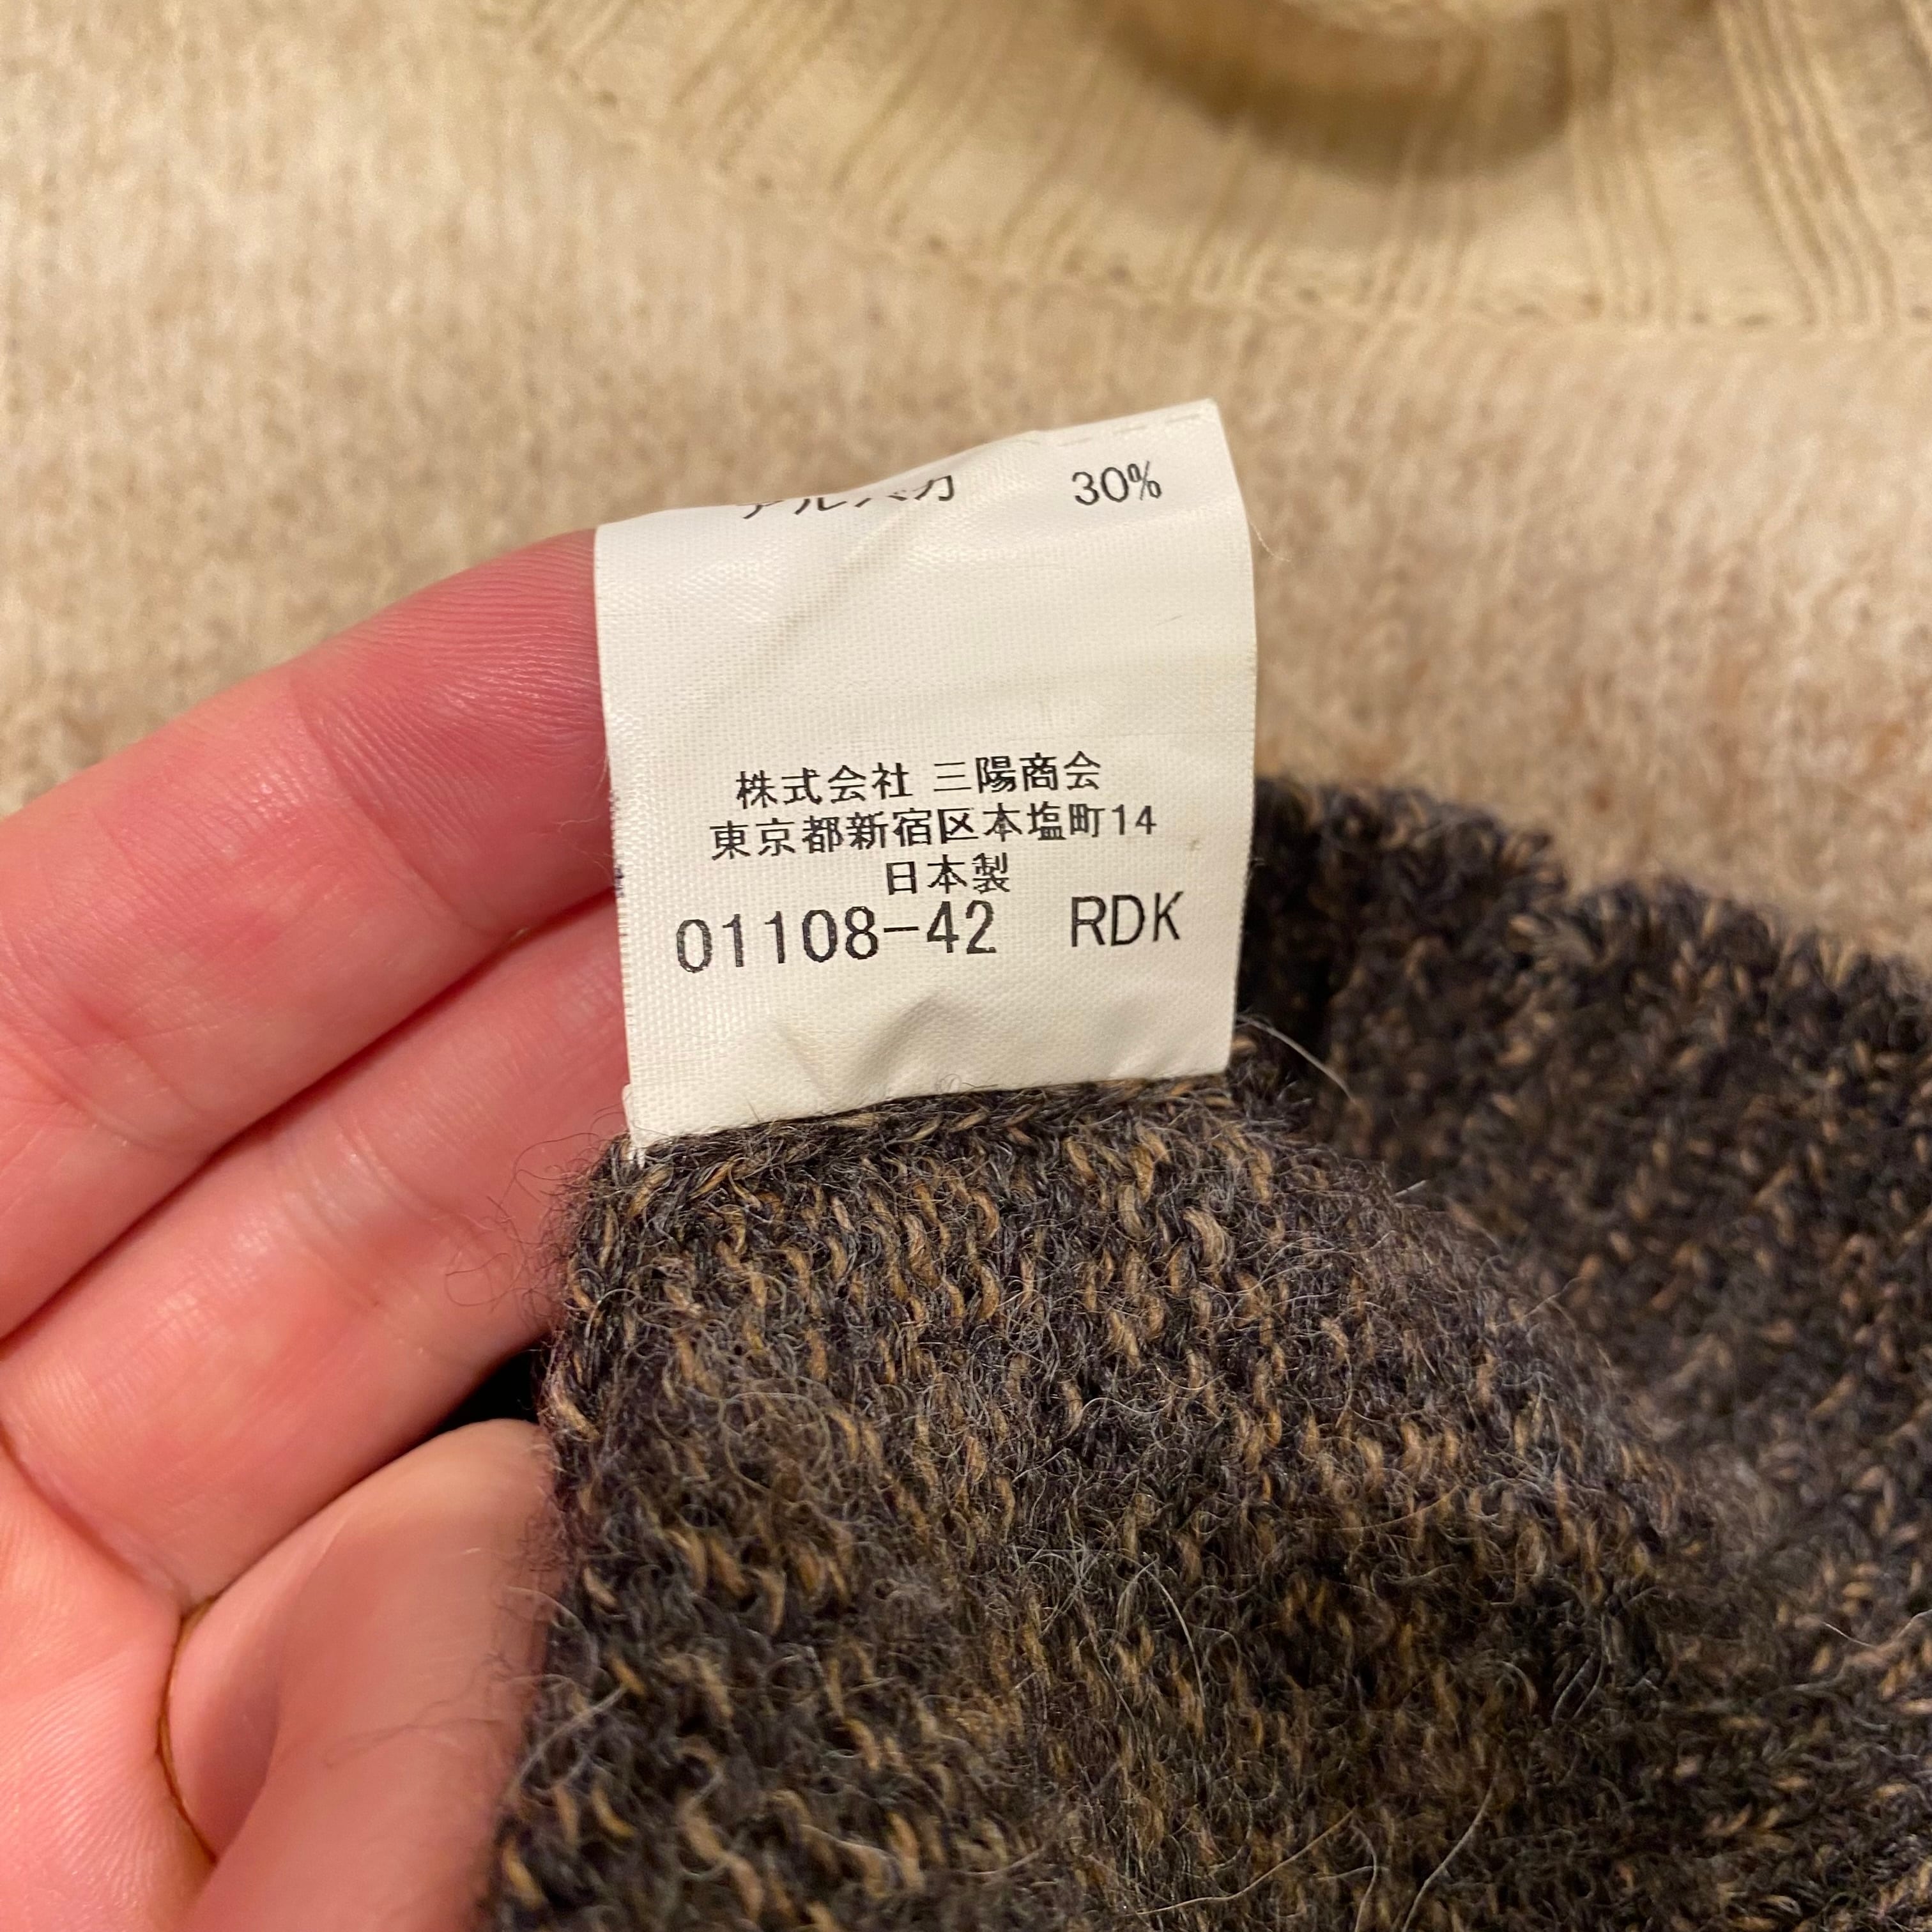 アルパカ 30%
株式会社 三陽商会
東京都新宿区本塩町14
日本製
01108-42 RDK